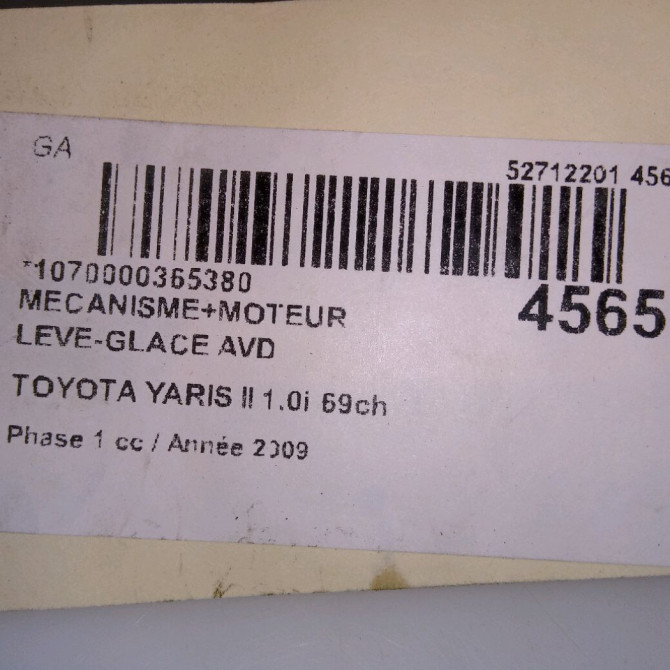 GA
52712201 456
*1070000365380
4565
MECANISME+MOTEUR
LEVE-GLACE AVD
TOYOTA YARIS II 1.0i 69ch
Phase 1 cc / Année 2009